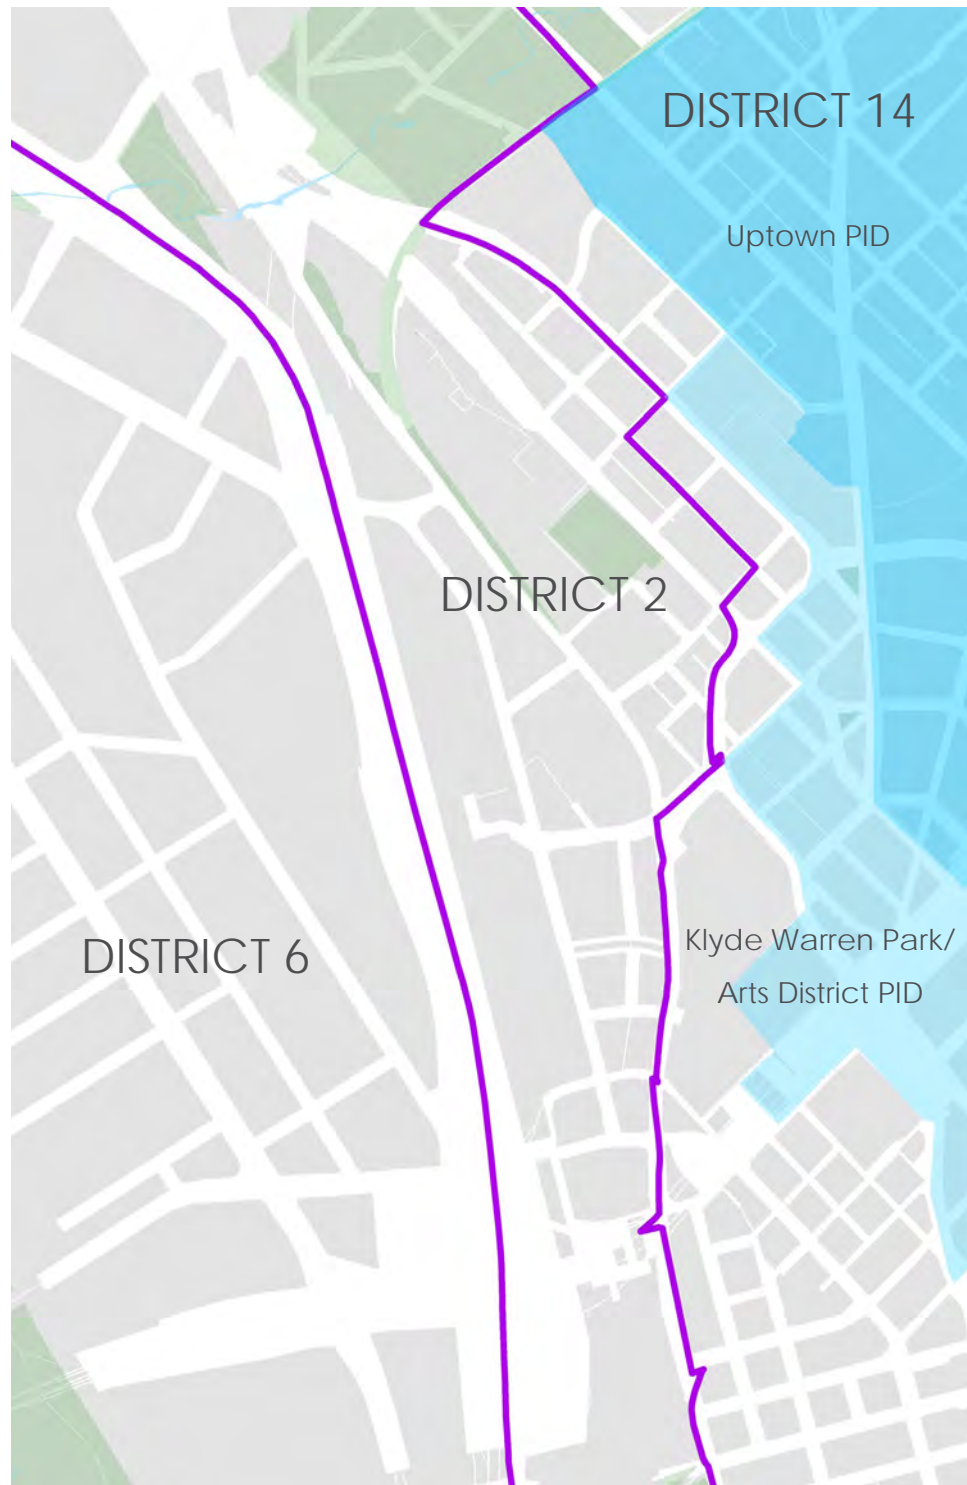 DISTRICT 14
Uptown PID
DISTRICT 2
DISTRICT 6
Klyde Warren Park/
Arts District PID